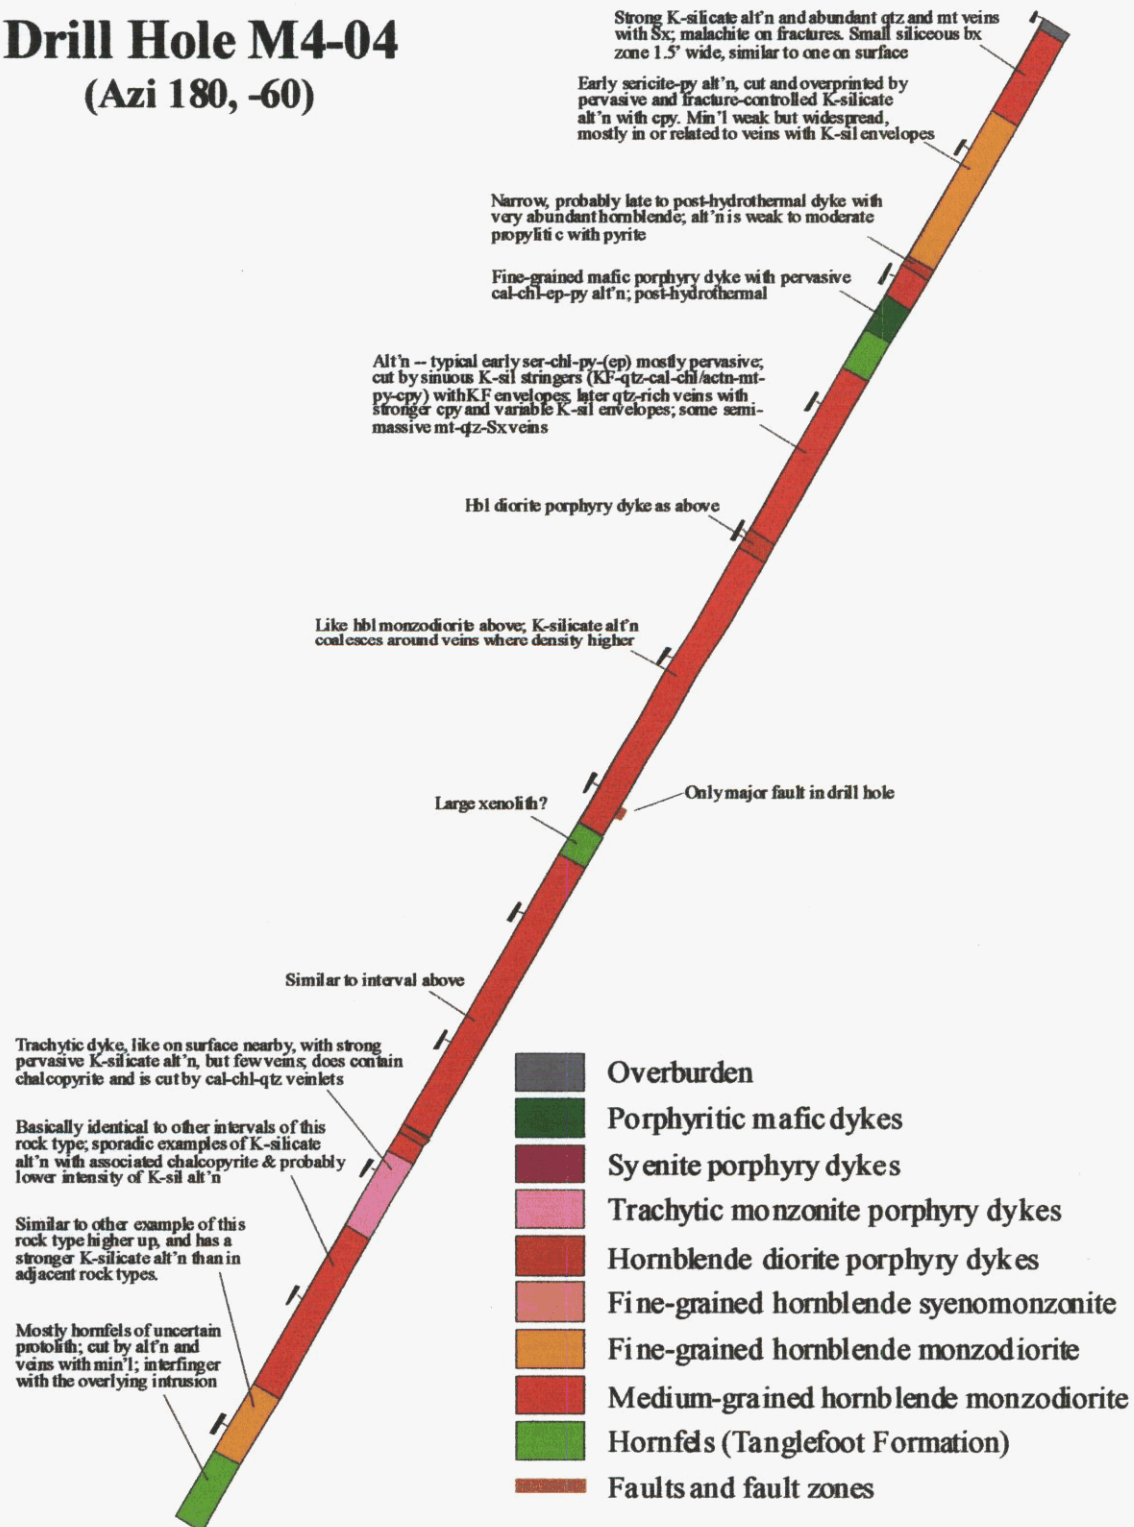 Drill Hole M4-04
(Azi 180, -60)
Strong K-silicate alt'n and abundant qtz and mt veins
with Sx; malachite on fractures. Small siliceous bx
zone 1.5' wide, similar to one on surface
Early sericite-py alt'n, cut and overprinted by
pervasive and fracture-controlled K-silicate
alt'n with cpy. Min'l weak but widespread,
mostly in or related to veins with K-sil envelopes
Narrow, probably late to post-hydrothermal dyke with
very abundant hornblende; alt'n is weak to moderate
propylitic with pyrite
Fine-grained mafic porphyry dyke with pervasive
cal-chl-ep-py alt'n; post-hydrothermal
Alt'n -- typical early ser-chl-py-(ep) mostly pervasive;
cut by sinuous K-sil stringers (KF-qtz-cal-chl/actn-mt-
py-cpy) with KF envelopes; later qtz-rich veins with
stronger cpy and variable K-sil envelopes; some semi-
massive mt-qtz-Sx veins
Hbl diorite porphyry dyke as above
Like hbl monzodiorite above; K-silicate alt'n
coalesces around veins where density higher
Only major fault in drill hole
Large xenolith?
Similar to interval above
Trachytic dyke, like on surface nearby, with strong
pervasive K-silicate alt'n, but few veins; does contain
chalcopyrite and is cut by cal-chl-qtz veinlets
Basically identical to other intervals of this
rock type; sporadic examples of K-silicate
alt'n with associated chalcopyrite & probably
lower intensity of K-sil alt'n
Similar to other example of this
rock type higher up, and has a
stronger K-silicate alt'n than in
adjacent rock types.
Mostly hornfels of uncertain
protolith; cut by alt'n and
veins with min'l; interfinger
with the overlying intrusion
Overburden
Porphyritic mafic dykes
Syenite porphyry dykes
Trachytic monzonite porphyry dykes
Hornblende diorite porphyry dykes
Fine-grained hornblende syenomonzonite
Fine-grained hornblende monzodiorite
Medium-grained hornblende monzodiorite
Hornfels (Tanglefoot Formation)
Faults and fault zones